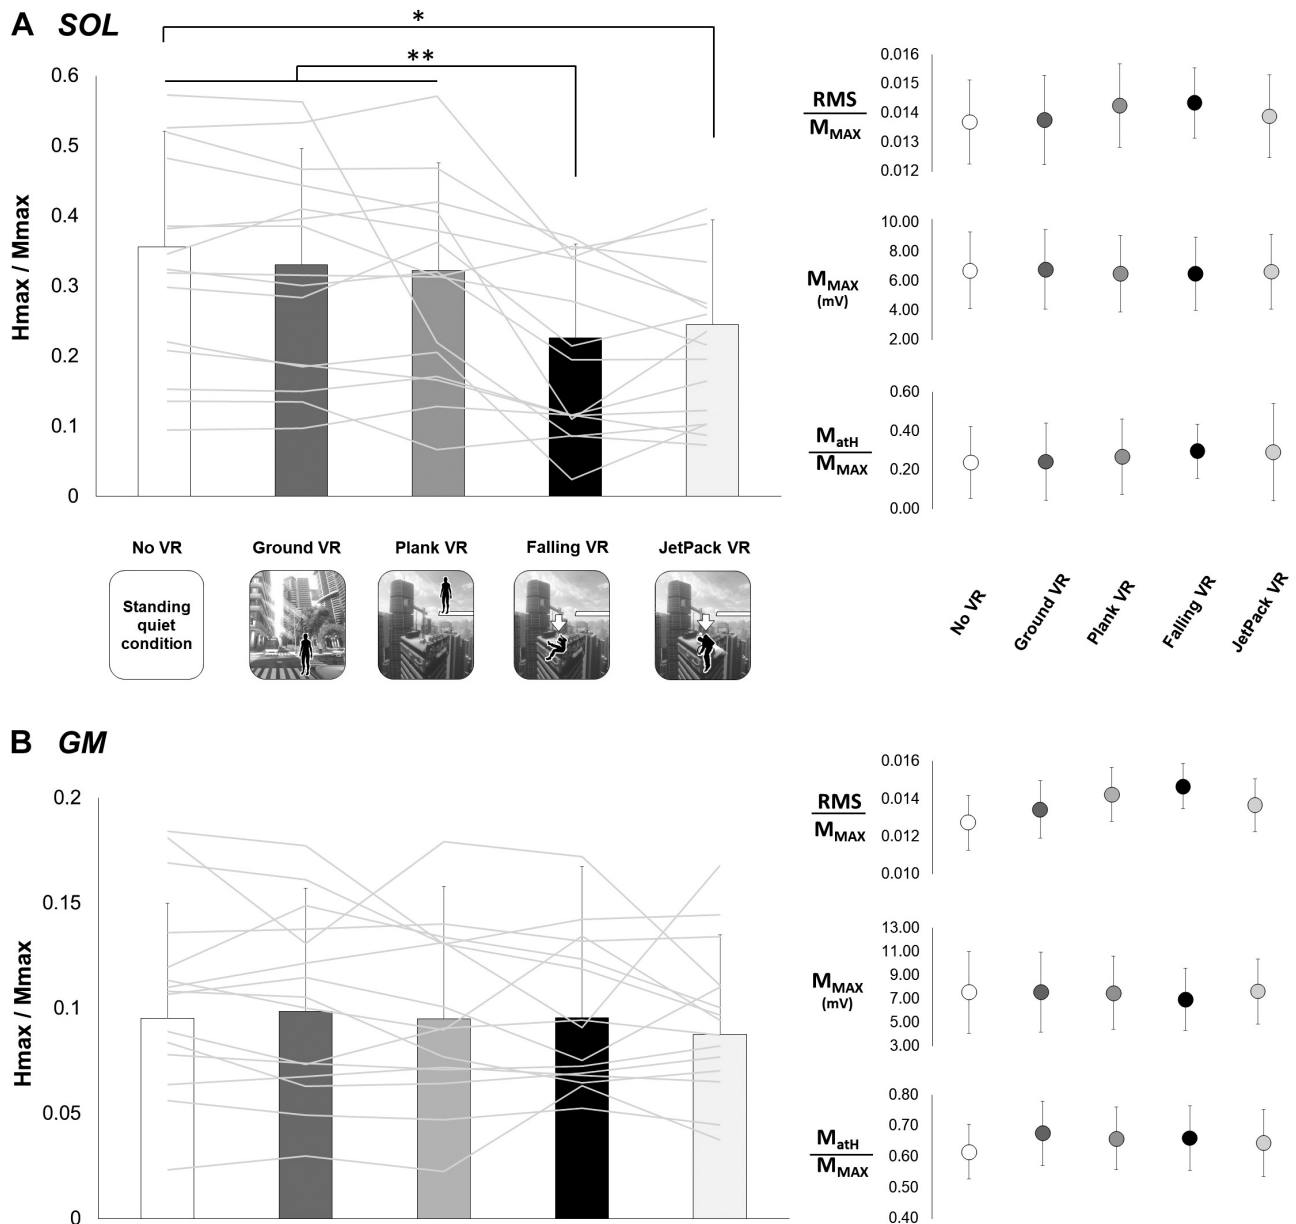 A SOL
*
**
0.6
0.5
0.4
0.3
0.2
0.1
0
Hmax / Mmax
No VR
Ground VR
Plank VR
Falling VR
JetPack VR
Standing
quiet
condition
RMS
MMAX
0.016
0.015
0.014
0.013
0.012
MMAX
(mV)
10.00
8.00
6.00
4.00
2.00
MatH
MMAX
0.60
0.40
0.20
0.00
No VR
Ground VR
Plank VR
Falling VR
JetPack VR
B GM
0.2
0.15
0.1
0.05
0
Hmax / Mmax
RMS
MMAX
0.016
0.014
0.012
0.010
MMAX
(mV)
13.00
11.00
9.00
7.00
5.00
3.00
MatH
MMAX
0.80
0.70
0.60
0.50
0.40